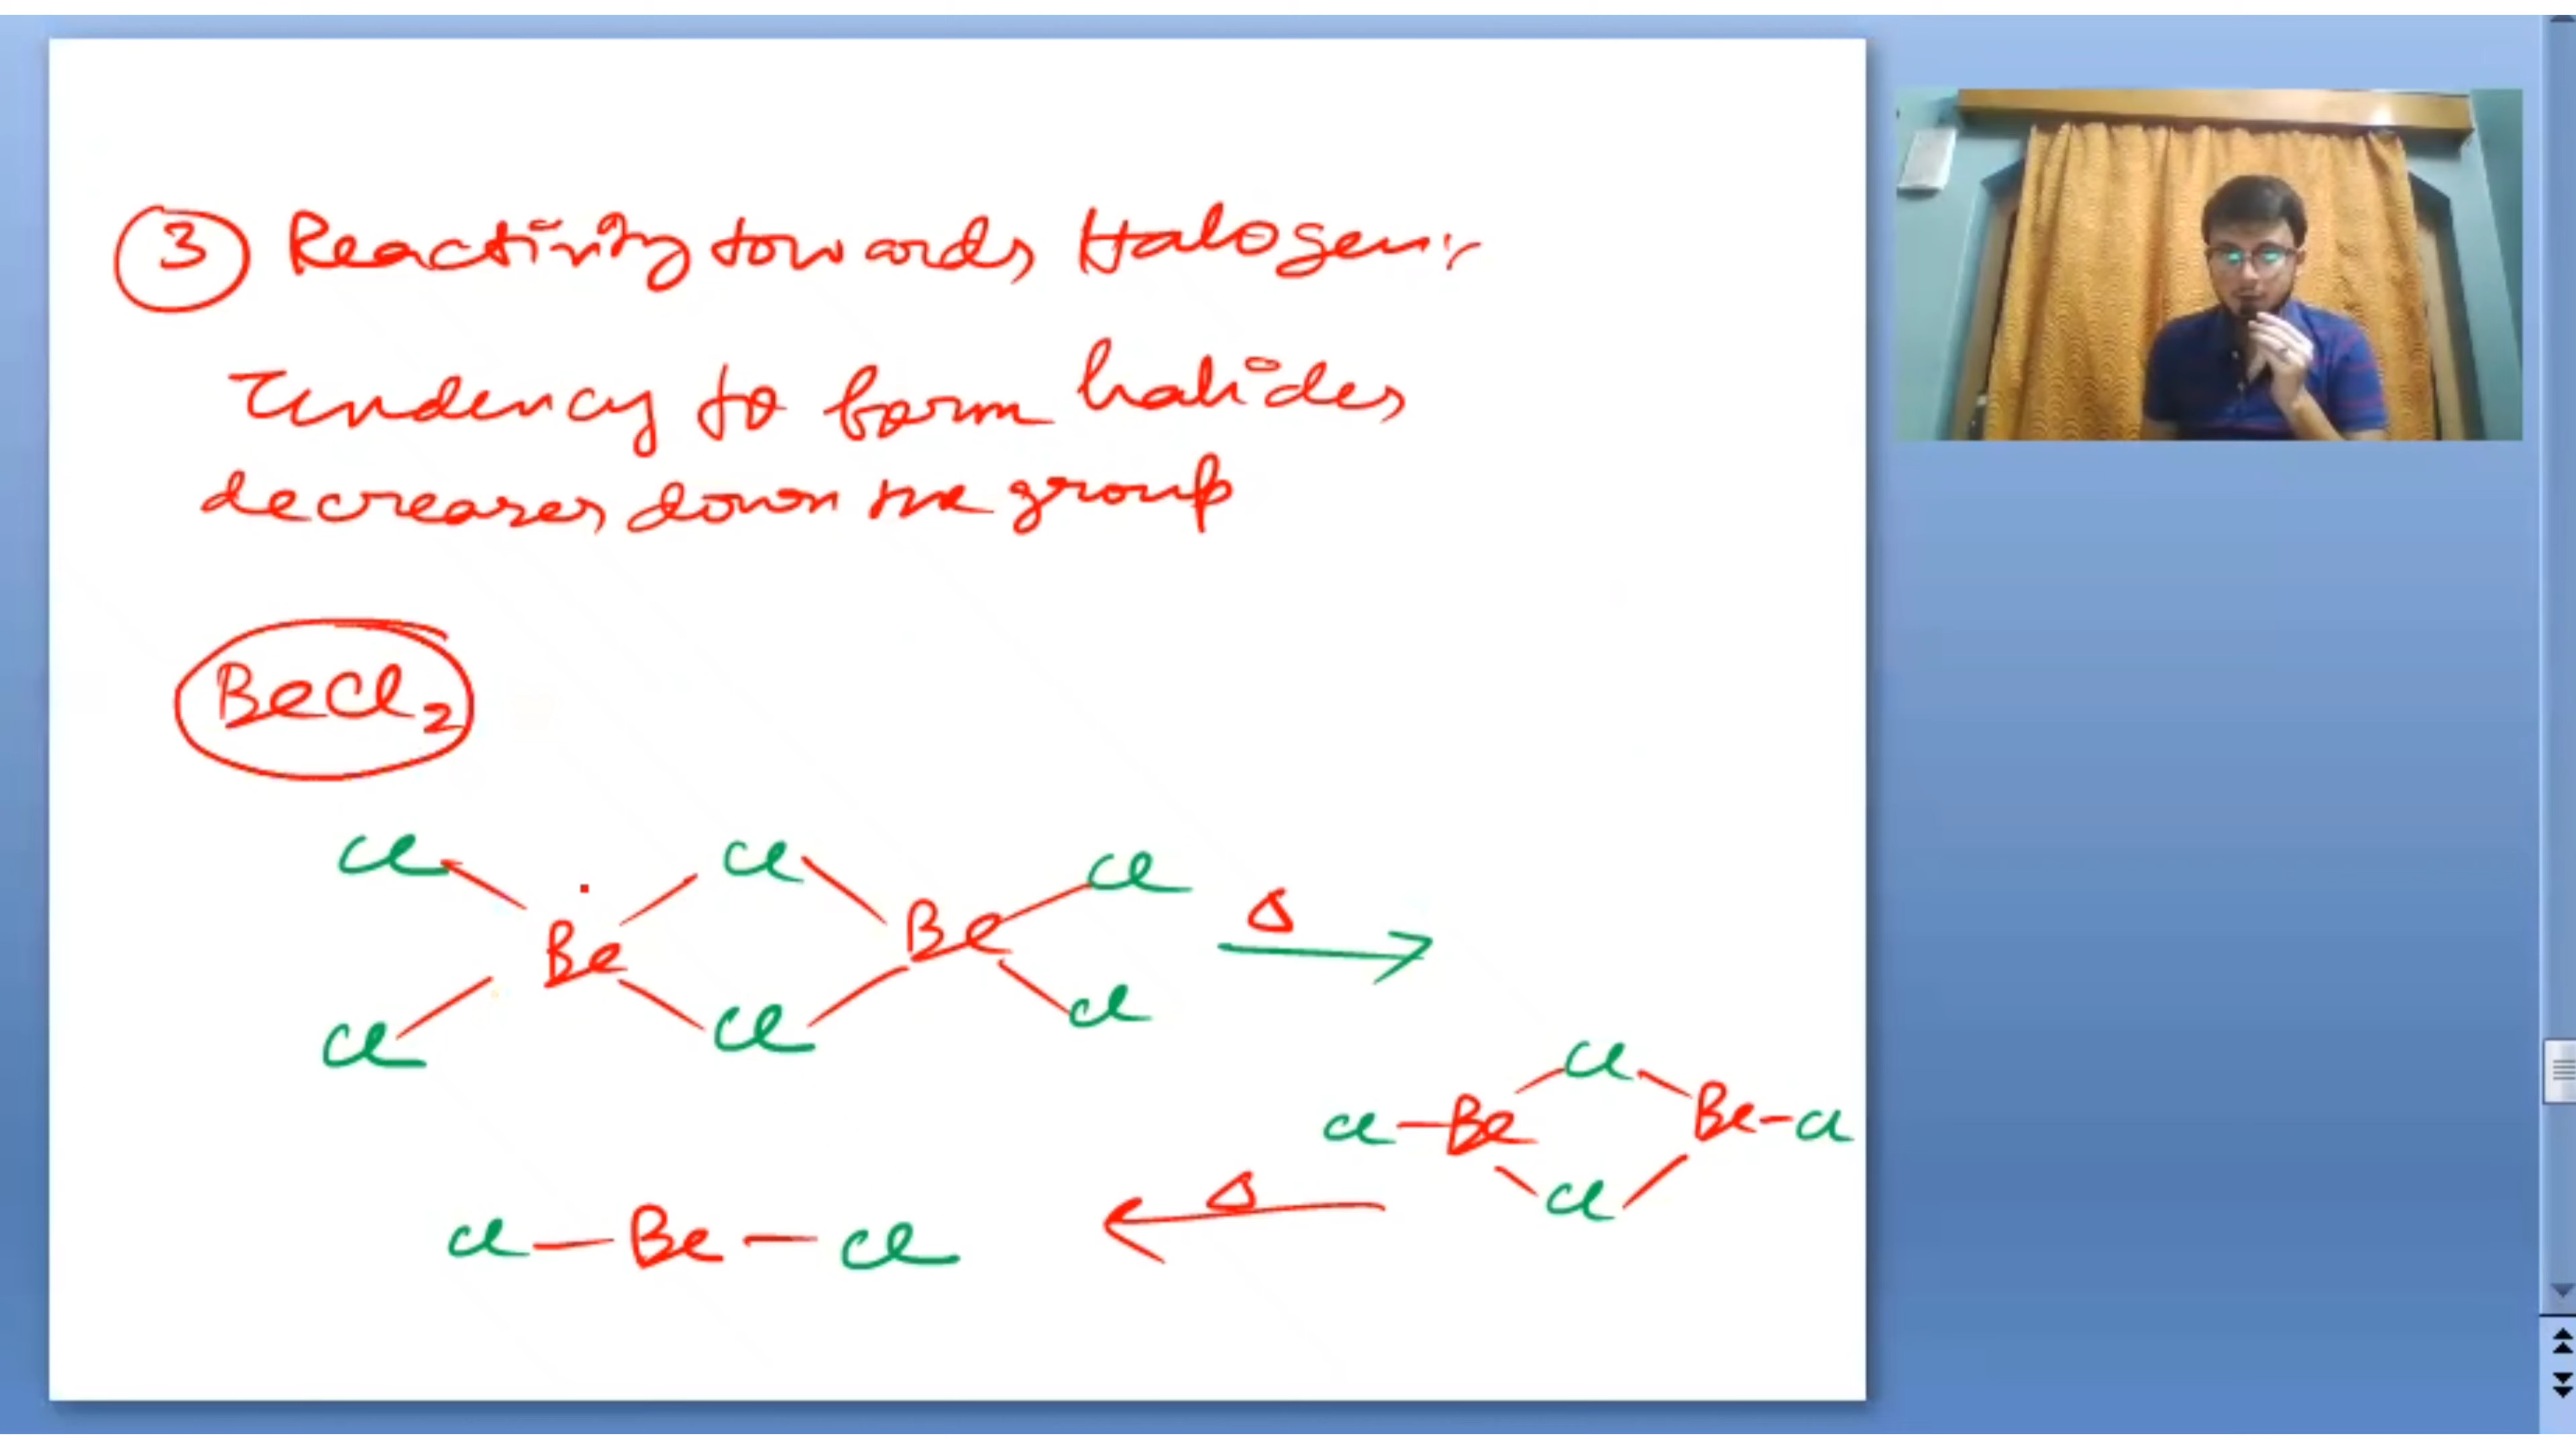 3 Reactivity towards Halogens
Tendency to form halides
decreases down the group
BeCl2
Cl Cl Cl
Be Be Δ
Cl Cl Cl
Cl
Cl-Be Be-Cl
Cl
Δ
Cl-Be-Cl